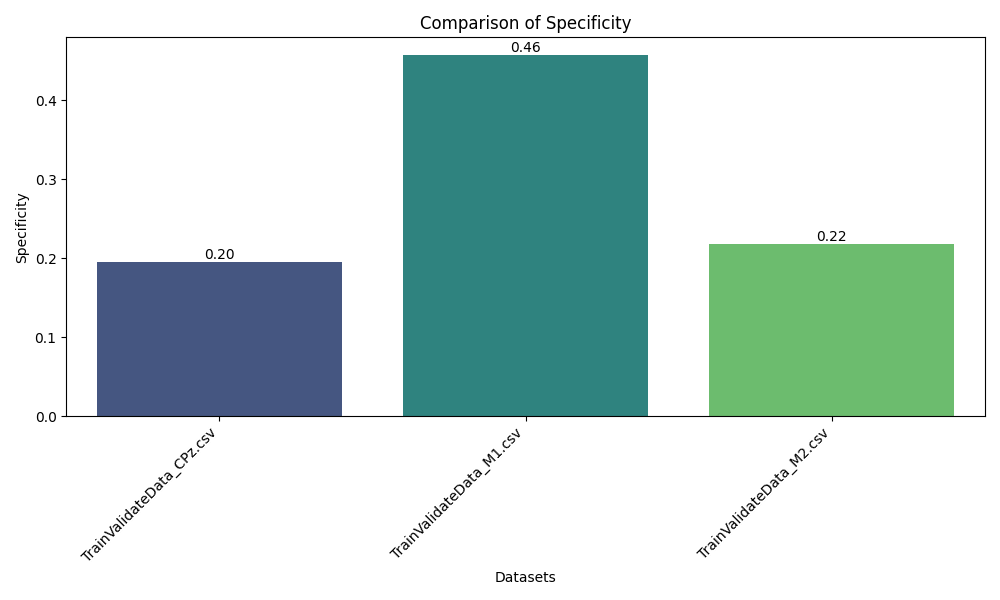 Comparison of Specificity
Specificity
0.4
0.3
0.2
0.1
0.0
0.20
0.46
0.22
TrainValidateData_CPz.csv
TrainValidateData_M1.csv
TrainValidateData_M2.csv
Datasets